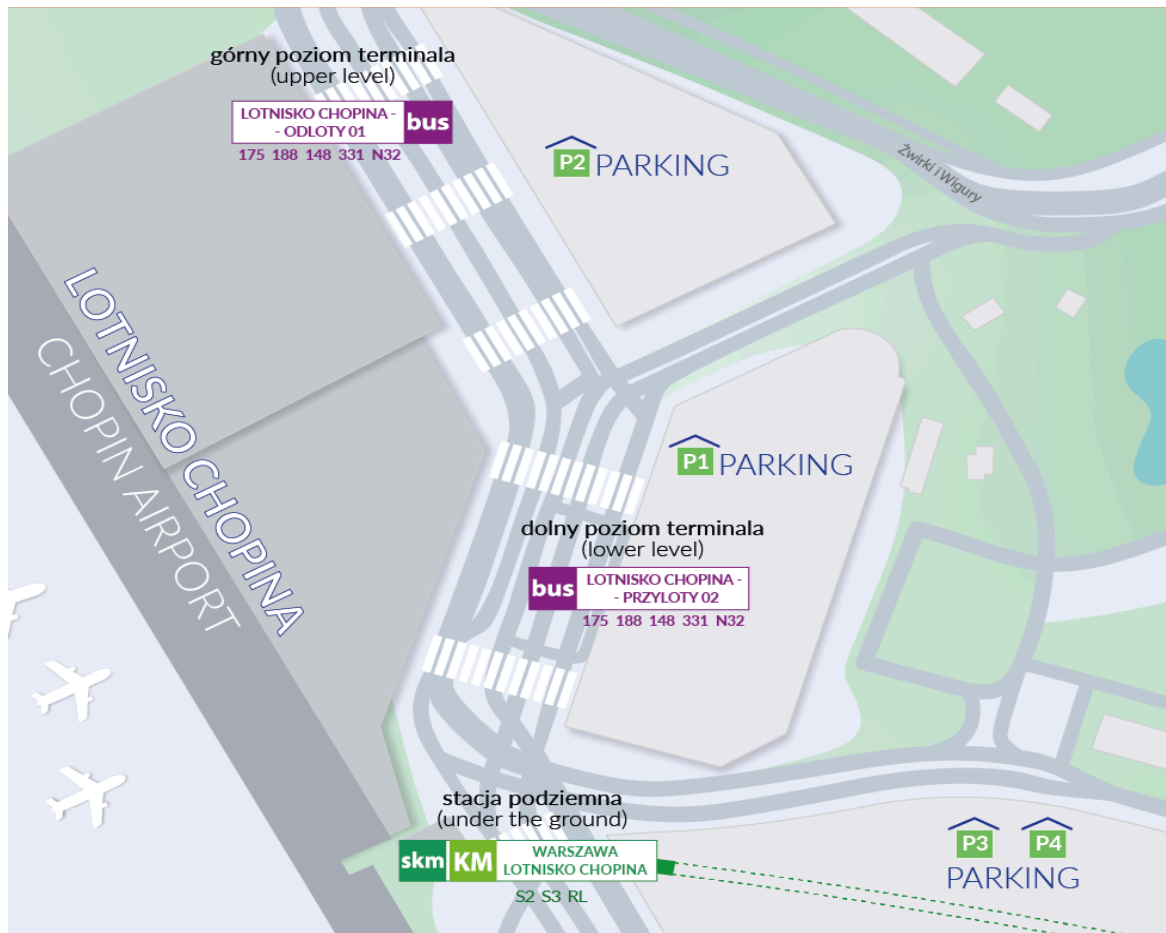 górny poziom terminala
(upper level)
LOTNISKO CHOPINA -
- ODLOTY 01
bus
175 188 148 331 N32
P2 PARKING
Żwirki i Wigury
LOTNISKO CHOPINA
CHOPIN AIRPORT
P1 PARKING
dolny poziom terminala
(lower level)
bus
LOTNISKO CHOPINA -
- PRZYLOTY 02
175 188 148 331 N32
stacja podziemna
(under the ground)
skm KM
WARSZAWA
LOTNISKO CHOPINA
S2 S3 RL
P3 P4
PARKING